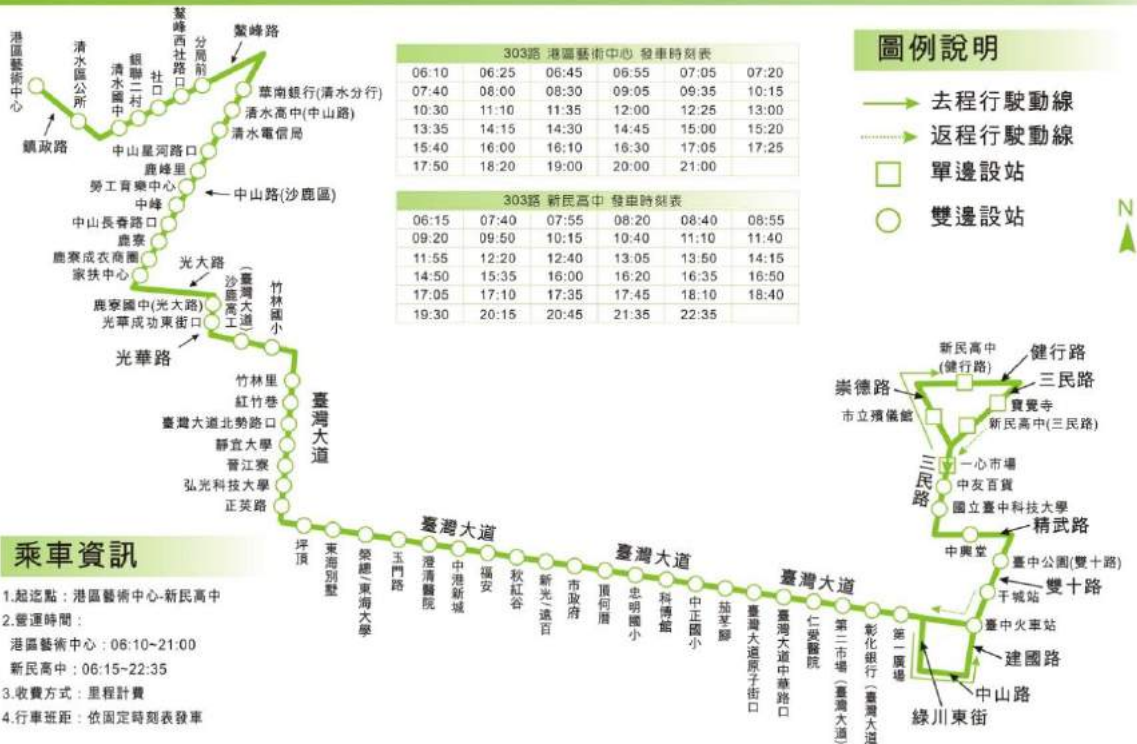 303路 港區藝術中心 發車時刻表
06:10 06:25 06:45 06:55 07:05 07:20
07:40 08:00 08:30 09:05 09:35 10:15
10:30 11:10 11:35 12:00 12:25 13:00
13:35 14:15 14:30 14:45 15:00 15:20
15:40 16:00 16:10 16:30 17:05 17:25
17:50 18:20 19:00 20:00 21:00
303路 新民高中 發車時刻表
06:15 07:40 07:55 08:20 08:40 08:55
09:20 09:50 10:15 10:40 11:10 11:40
11:55 12:20 12:40 13:05 13:50 14:15
14:50 15:35 16:00 16:20 16:35 16:50
17:05 17:10 17:35 17:45 18:10 18:40
19:30 20:15 20:45 21:35 22:35
圖例說明
去程行駛動線
返程行駛動線
單邊設站
雙邊設站
N
港區藝術中心
清水區公所
鎮政路
清水國中
銀聯二村
社口
鰲峰西社路口
分局前
鰲峰路
華南銀行(清水分行)
清水高中(中山路)
清水電信局
中山星河路口
鹿峰里
勞工育樂中心
中山路(沙鹿區)
中峰
中山長春路口
鹿寮
鹿寮成衣商圈
家扶中心
光大路
鹿寮國中(光大路)
光華成功東街口
光華路
沙鹿高工
(臺灣大道)
竹林國小
竹林里
紅竹巷
臺灣大道北勢路口
靜宜大學
晉江寮
弘光科技大學
正英路
臺灣大道
坪頂
東海別墅
榮總/東海大學
玉門路
澄清醫院
臺灣大道
中港新城
福安
秋紅谷
新光/遠百
市政府
頂何厝
臺灣大道
忠明國小
科博館
中正國小
茄苳腳
臺灣大道原子街口
臺灣大道中華路口
臺灣大道
仁愛醫院
第二市場(臺灣大道)
彰化銀行(臺灣大道
第一廣場
綠川東街
中山路
建國路
臺中火車站
干城站
雙十路
臺中公園(雙十路)
精武路
中興堂
國立臺中科技大學
中友百貨
一心市場
三民路
新民高中(三民路)
寶覺寺
三民路
健行路
新民高中
(健行路)
崇德路
市立殯儀館
乘車資訊
1.起迄點：港區藝術中心-新民高中
2.營運時間：
港區藝術中心：06:10~21:00
新民高中：06:15~22:35
3.收費方式：里程計費
4.行車班距：依固定時刻表發車